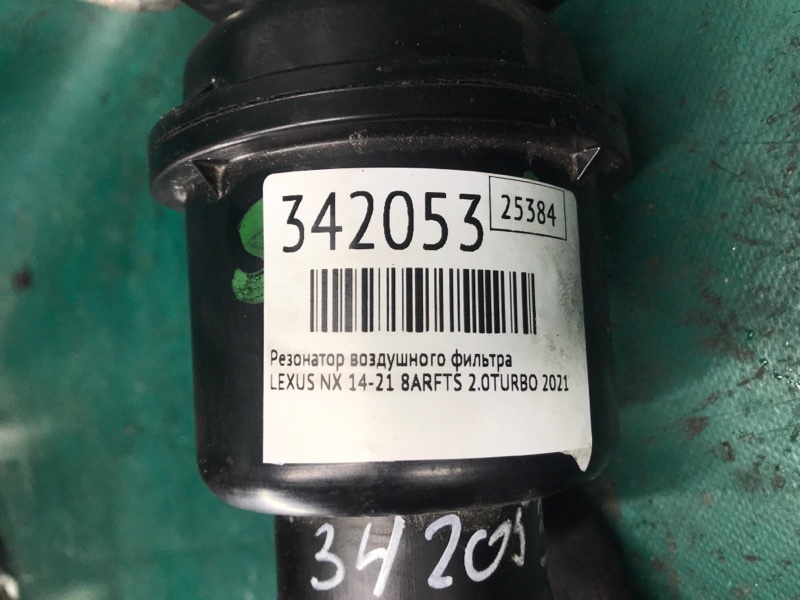 342053
25384
Резонатор воздушного фильтра
LEXUS NX 14-21 8ARFTS 2.0TURBO 2021